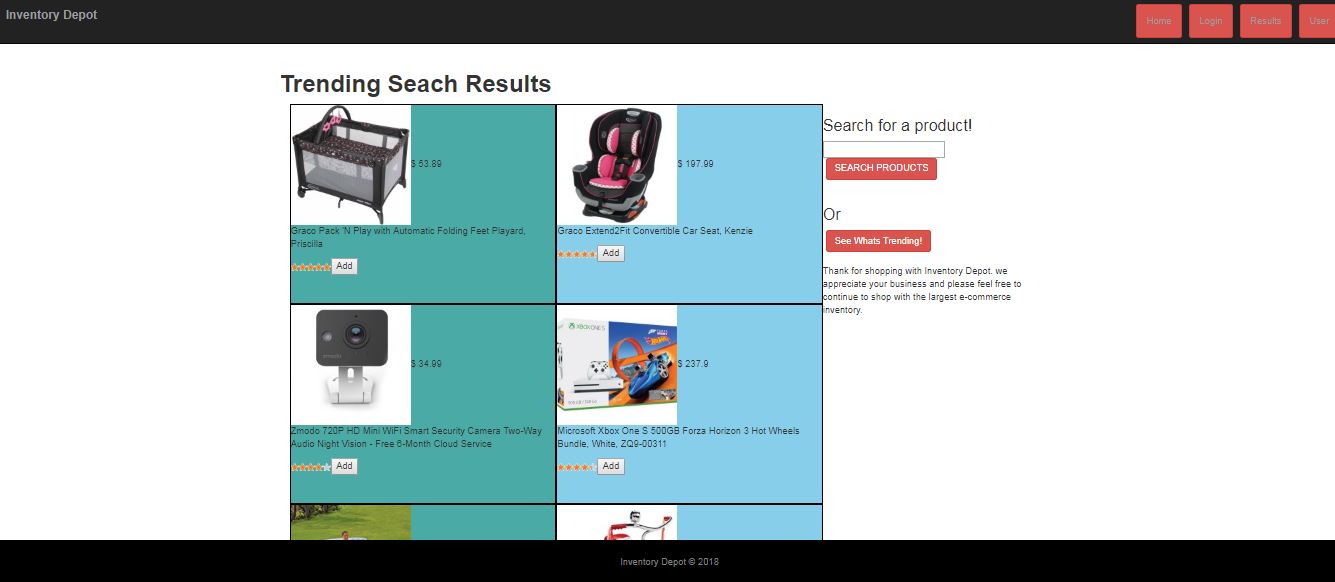 Inventory Depot
Home
Login
Results
User
Trending Seach Results
$ 53.89
Graco Pack 'N Play with Automatic Folding Feet Playard,
Priscilla
Add
$ 197.99
Graco Extend2Fit Convertible Car Seat, Kenzie
Add
zmodo
$ 34.99
Zmodo 720P HD Mini WiFi Smart Security Camera Two-Way
Audio Night Vision - Free 6-Month Cloud Service
Add
XBOX ONE S
$ 237.9
Microsoft Xbox One S 500GB Forza Horizon 3 Hot Wheels
Bundle, White, ZQ9-00311
Add
Search for a product!
SEARCH PRODUCTS
Or
See Whats Trending!
Thank for shopping with Inventory Depot. we
appreciate your business and please feel free to
continue to shop with the largest e-commerce
inventory.
Inventory Depot © 2018